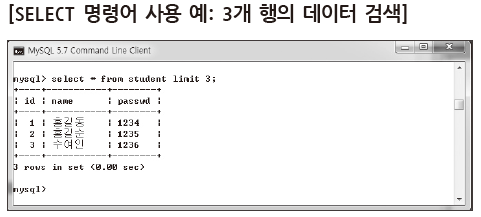 [SELECT 명령어 사용 예: 3개 행의 데이터 검색]
MySQL 5.7 Command Line Client
mysql> select * from student limit 3;
+----+--------+--------+
| id | name | passwd |
+----+--------+--------+
| 1 | 홍길동 | 1234 |
| 2 | 홍길순 | 1235 |
| 3 | 수여인 | 1236 |
+----+--------+--------+
3 rows in set (0.00 sec)
mysql>